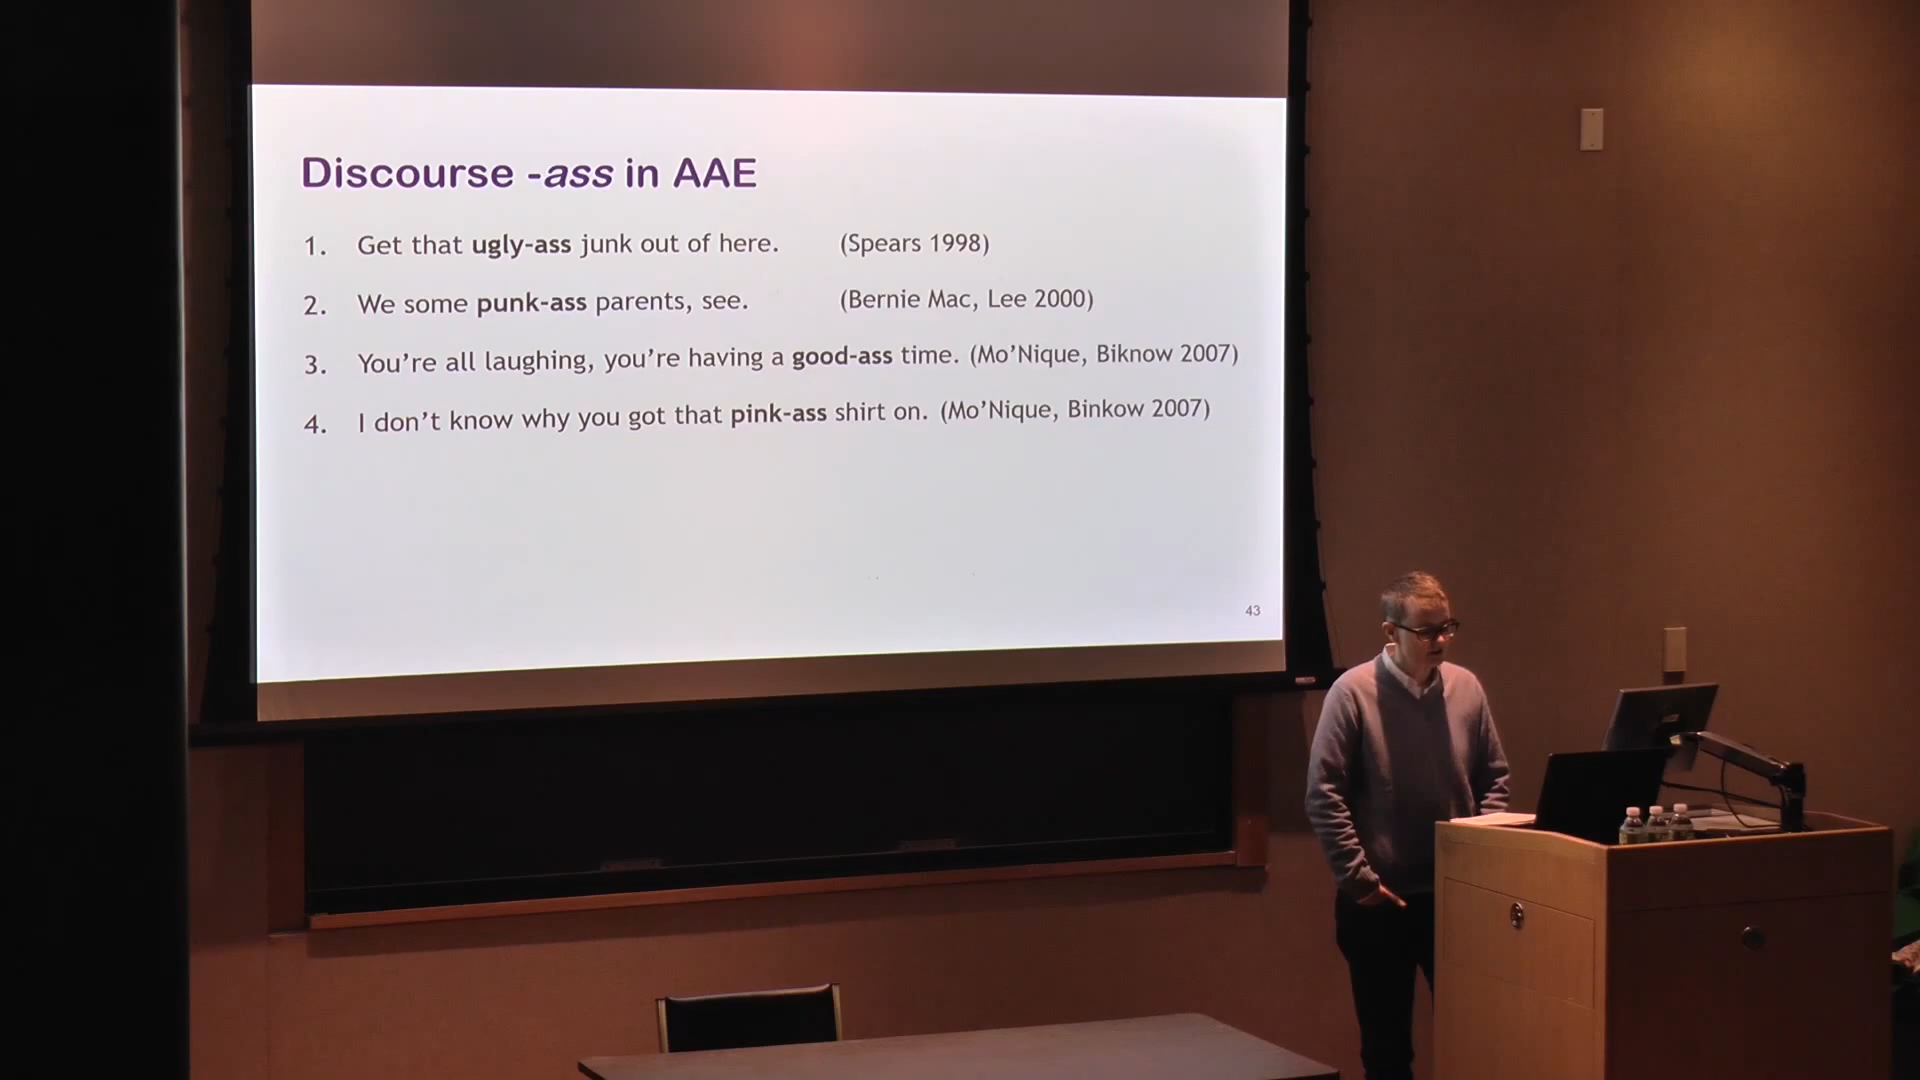 Discourse -ass in AAE
1. Get that ugly-ass junk out of here. (Spears 1998)
2. We some punk-ass parents, see. (Bernie Mac, Lee 2000)
3. You're all laughing, you're having a good-ass time. (Mo'Nique, Biknow 2007)
4. I don't know why you got that pink-ass shirt on. (Mo'Nique, Binkow 2007)
43